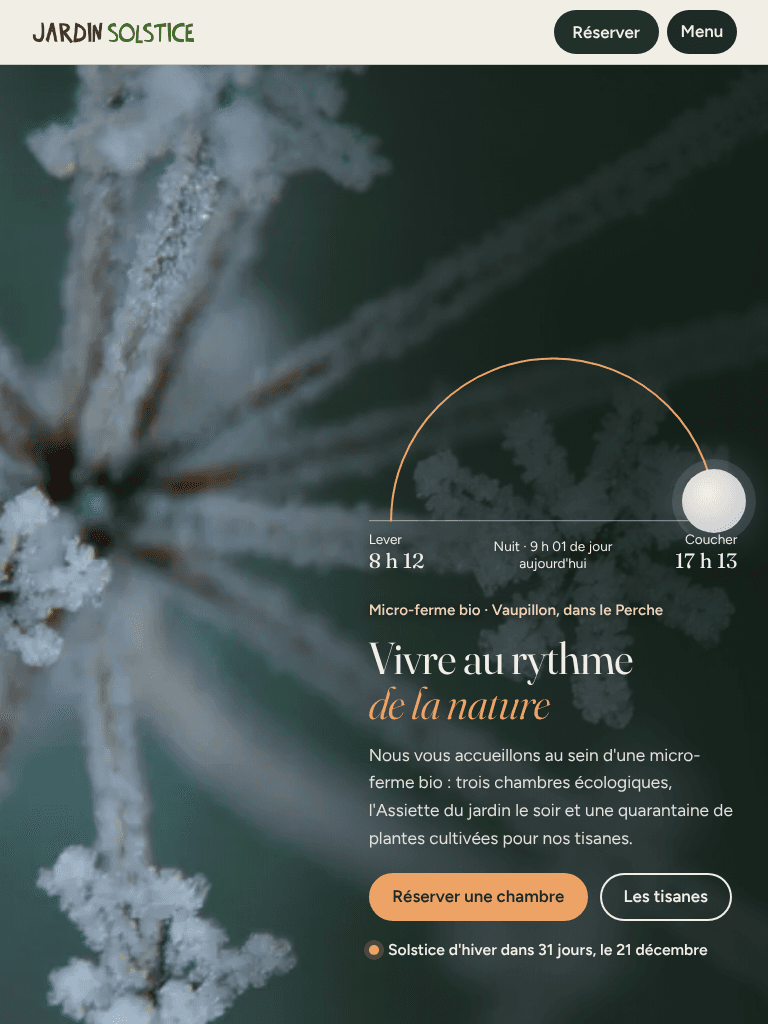 JARDIN SOLSTICE
Réserver
Menu
Lever
8 h 12
Nuit · 9 h 01 de jour
aujourd'hui
Coucher
17 h 13
Micro-ferme bio · Vaupillon, dans le Perche
Vivre au rythme
de la nature
Nous vous accueillons au sein d'une micro-
ferme bio : trois chambres écologiques,
l'Assiette du jardin le soir et une quarantaine de
plantes cultivées pour nos tisanes.
Réserver une chambre
Les tisanes
Solstice d'hiver dans 31 jours, le 21 décembre